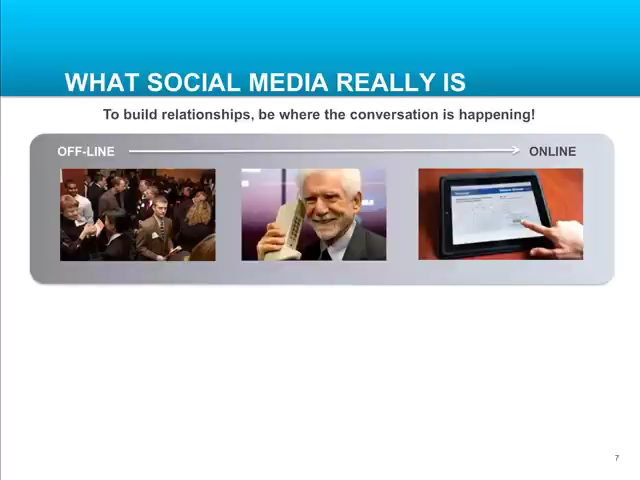 WHAT SOCIAL MEDIA REALLY IS
To build relationships, be where the conversation is happening!
OFF-LINE
ONLINE
7